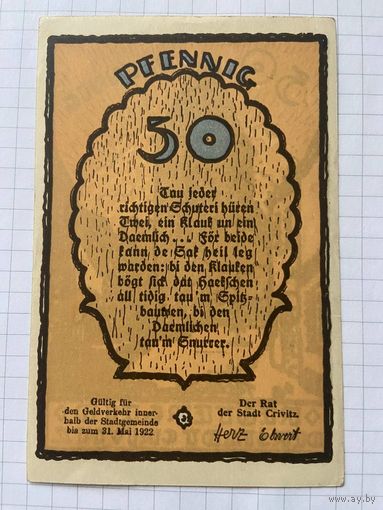 PFENNIG
50
Tau jeder
richtigen Schuteri hüren
Twei, ein Klauk un ein
Daemlich... För beide
kann de Sak heil leg
warden: bi den Klauken
bögt sick dat Haekschen
all tidig tau'm Spitz-
bauwen, bi den
Daemlichen
tau'm Snurrer.
Gültig für
den Geldverkehr inner-
halb der Stadtgemeinde
bis zum 31. Mai 1922.
Der Rat
der Stadt Crivitz.
Herz
ay.by